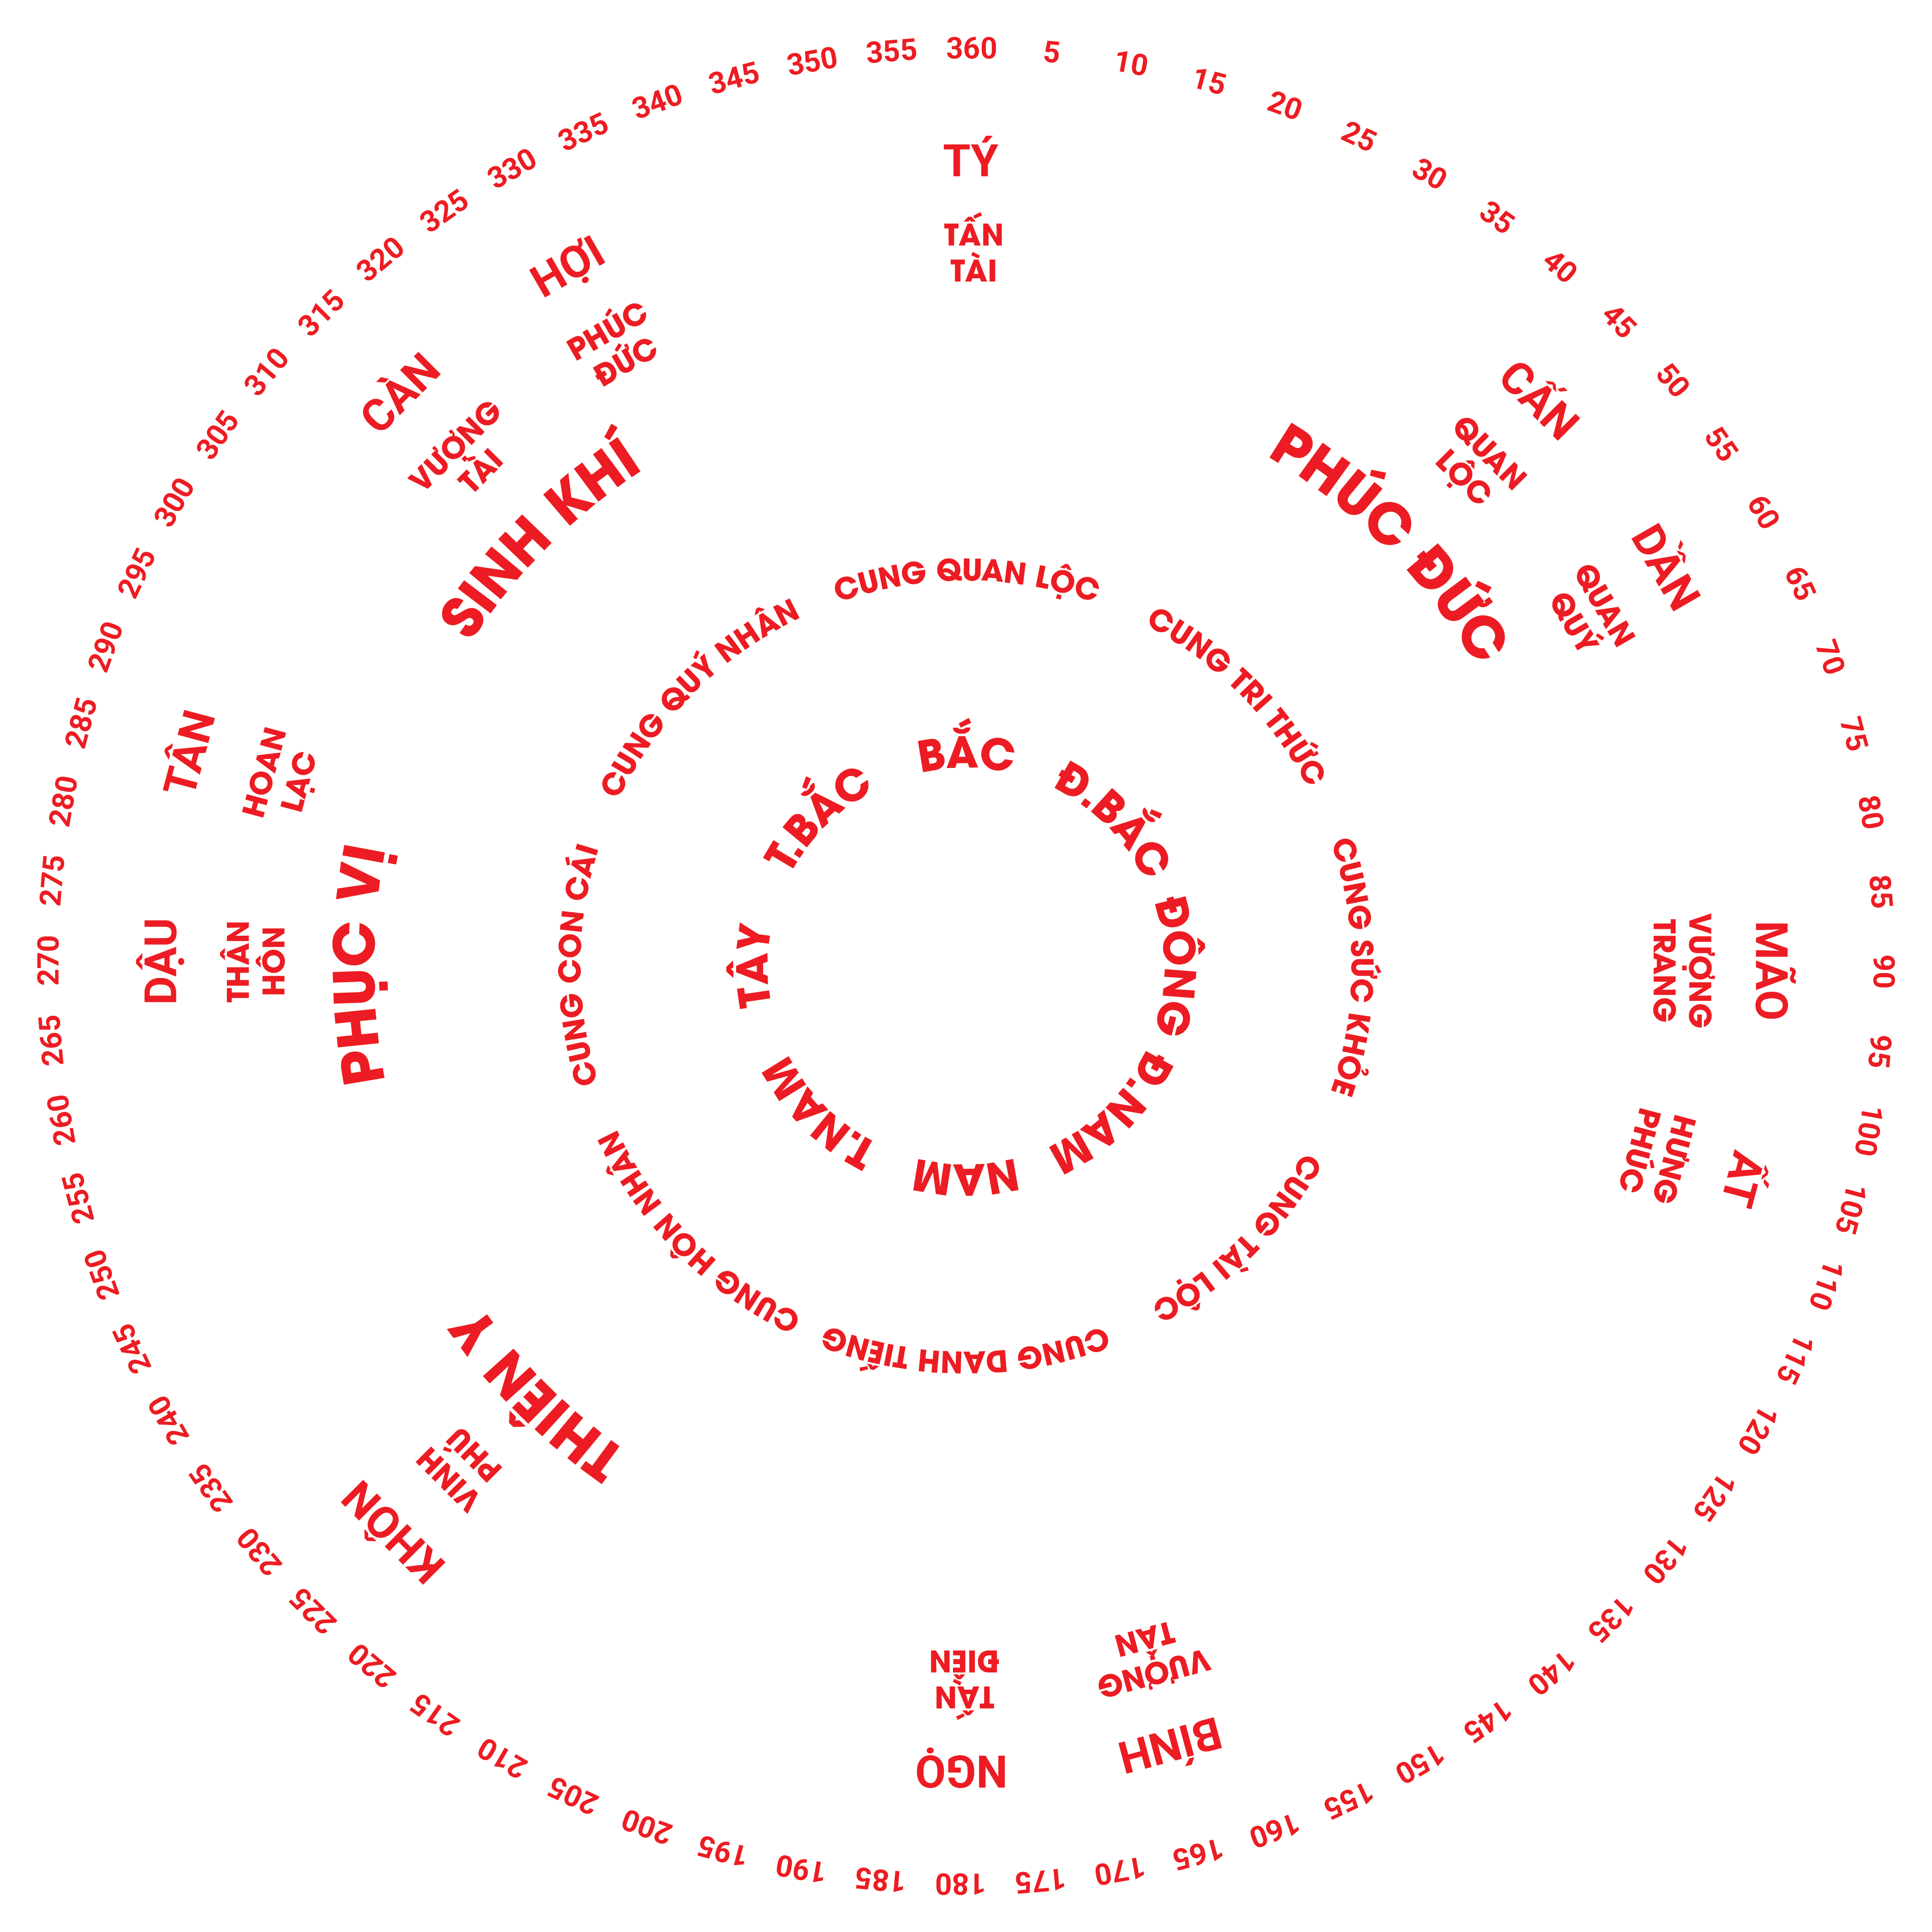 360
5
10
15
20
25
30
35
40
45
50
55
60
65
70
75
80
85
90
95
100
105
110
115
120
125
130
135
140
145
150
155
160
165
170
175
180
185
190
195
200
205
210
215
220
225
230
235
240
245
250
255
260
265
270
275
280
285
290
295
300
305
310
315
320
325
330
335
340
345
350
355
TÝ
TẤN
TÀI
CẤN
QUAN
LỘC
DẦN
QUAN
QUÝ
MÃO
VƯỢNG
TRANG
ẤT
HƯNG
PHÚC
BÍNH
VƯỢNG
TÂN
NGỌ
TẤN
ĐIỀN
KHÔN
VINH
PHÚ
DẬU
THÂN
HÔN
TÂN
HOAN
LẠC
CÀN
VƯỢNG
TÀI
HỢI
PHÚC
ĐỨC
PHÚC ĐỨC
THIÊN Y
PHỤC VỊ
SINH KHÍ
CUNG QUAN LỘC
CUNG TRI THỨC
CUNG SỨC KHỎE
CUNG TÀI LỘC
CUNG DANH TIẾNG
CUNG HÔN NHÂN
CUNG CON CÁI
CUNG QUÝ NHÂN
BẮC
Đ.BẮC
ĐÔNG
Đ.NAM
NAM
T.NAM
TÂY
T.BẮC